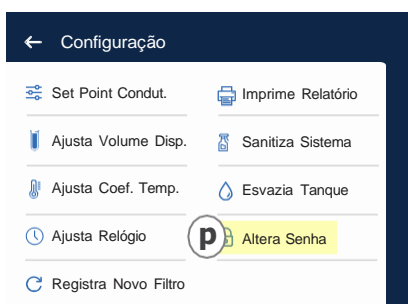 Configuração
Set Point Condut.
Imprime Relatório
Ajusta Volume Disp.
Sanitiza Sistema
Ajusta Coef. Temp.
Esvazia Tanque
Ajusta Relógio
p
Altera Senha
Registra Novo Filtro